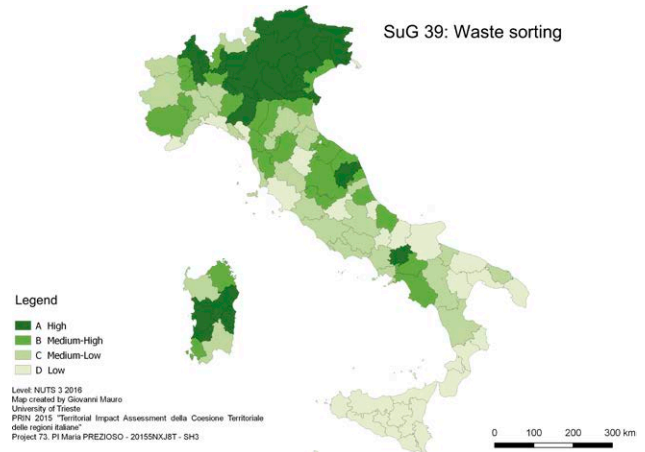 SuG 39: Waste sorting
Legend
A High
B Medium-High
C Medium-Low
D Low
Level: NUTS 3 2016
Map created by Giovanni Mauro
University of Trieste
PRIN 2015 "Territorial Impact Assessment della Coesione Territoriale
delle regioni italiane"
Project 73. PI Maria PREZIOSO - 20155NXJ8T - SH3
0 100 200 300 km